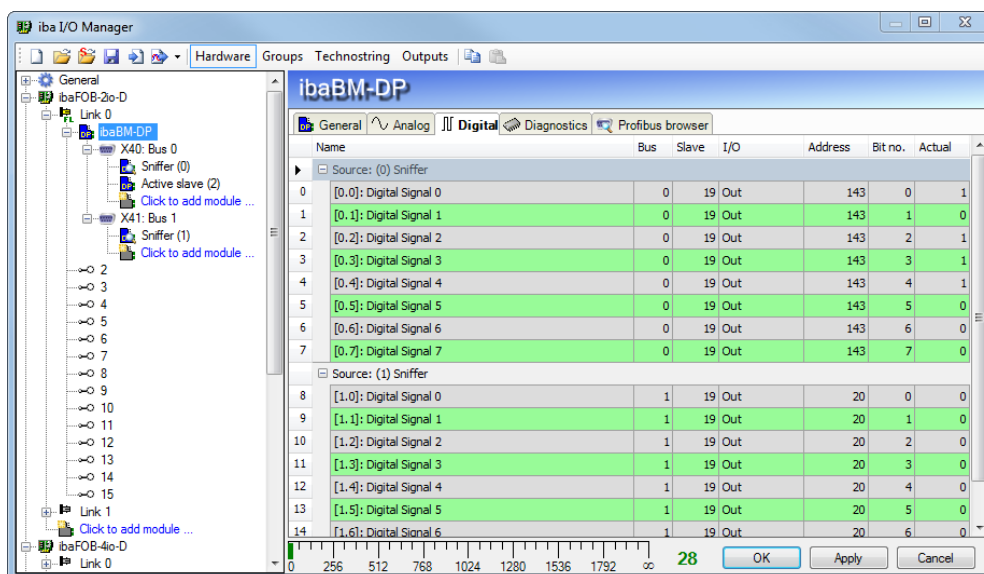 iba I/O Manager
Hardware Groups Technostring Outputs
General
ibaFOB-2io-D
Link 0
ibaBM-DP
X40: Bus 0
Sniffer (0)
Active slave (2)
Click to add module ...
X41: Bus 1
Sniffer (1)
Click to add module ...
2
3
4
5
6
7
8
9
10
11
12
13
14
15
Link 1
Click to add module ...
ibaFOB-4io-D
Link 0
ibaBM-DP
General Analog Digital Diagnostics Profibus browser
Name Bus Slave I/O Address Bit no. Actual
Source: (0) Sniffer
0 [0.0]: Digital Signal 0 0 19 Out 143 0 1
1 [0.1]: Digital Signal 1 0 19 Out 143 1 0
2 [0.2]: Digital Signal 2 0 19 Out 143 2 1
3 [0.3]: Digital Signal 3 0 19 Out 143 3 1
4 [0.4]: Digital Signal 4 0 19 Out 143 4 1
5 [0.5]: Digital Signal 5 0 19 Out 143 5 0
6 [0.6]: Digital Signal 6 0 19 Out 143 6 0
7 [0.7]: Digital Signal 7 0 19 Out 143 7 0
Source: (1) Sniffer
8 [1.0]: Digital Signal 0 1 19 Out 20 0 0
9 [1.1]: Digital Signal 1 1 19 Out 20 1 0
10 [1.2]: Digital Signal 2 1 19 Out 20 2 0
11 [1.3]: Digital Signal 3 1 19 Out 20 3 0
12 [1.4]: Digital Signal 4 1 19 Out 20 4 0
13 [1.5]: Digital Signal 5 1 19 Out 20 5 0
14 [1.6]: Digital Signal 6 1 19 Out 20 6 0
0 256 512 768 1024 1280 1536 1792 ∞ 28 OK Apply Cancel